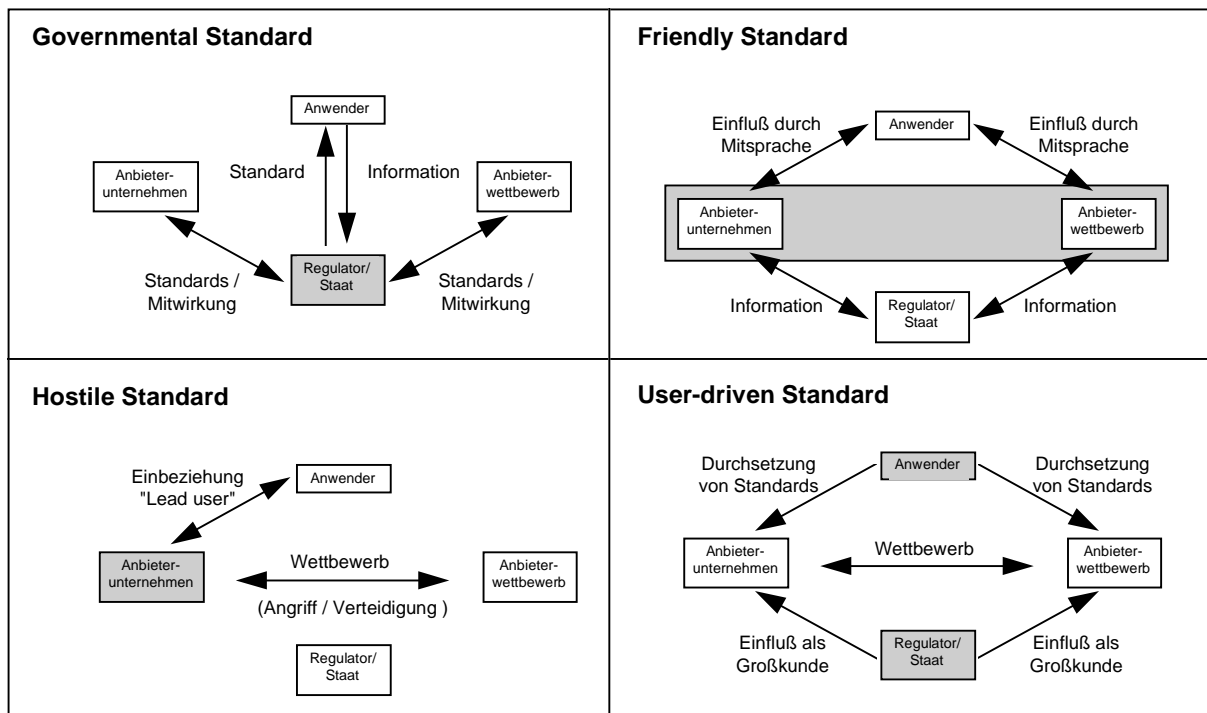 Governmental Standard
Anwender
Anbieter-
unternehmen
Standard
Information
Anbieter-
wettbewerb
Regulator/
Staat
Standards /
Mitwirkung
Standards /
Mitwirkung
Friendly Standard
Einfluß durch
Mitsprache
Anwender
Einfluß durch
Mitsprache
Anbieter-
unternehmen
Anbieter-
wettbewerb
Information
Regulator/
Staat
Information
Hostile Standard
Einbeziehung
"Lead user"
Anwender
Anbieter-
unternehmen
Wettbewerb
(Angriff / Verteidigung )
Anbieter-
wettbewerb
Regulator/
Staat
User-driven Standard
Durchsetzung
von Standards
Anwender
Durchsetzung
von Standards
Anbieter-
unternehmen
Wettbewerb
Anbieter-
wettbewerb
Einfluß als
Großkunde
Regulator/
Staat
Einfluß als
Großkunde